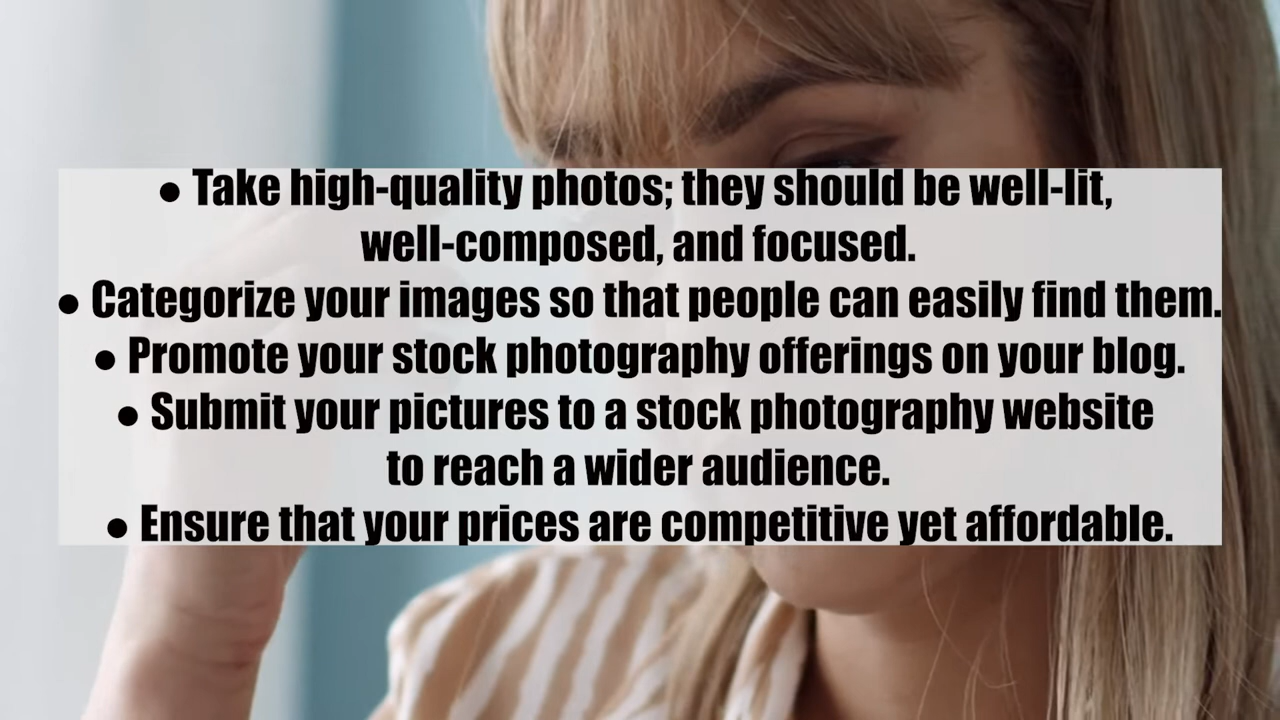 ● Take high-quality photos; they should be well-lit,
well-composed, and focused.
● Categorize your images so that people can easily find them.
● Promote your stock photography offerings on your blog.
● Submit your pictures to a stock photography website
to reach a wider audience.
● Ensure that your prices are competitive yet affordable.